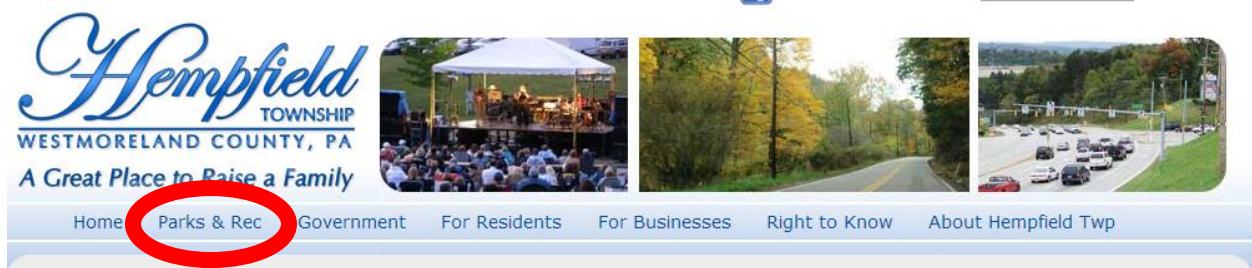 Hempfield
TOWNSHIP
WESTMORELAND COUNTY, PA
A Great Place to Raise a Family
Home Parks & Rec Government For Residents For Businesses Right to Know About Hempfield Twp